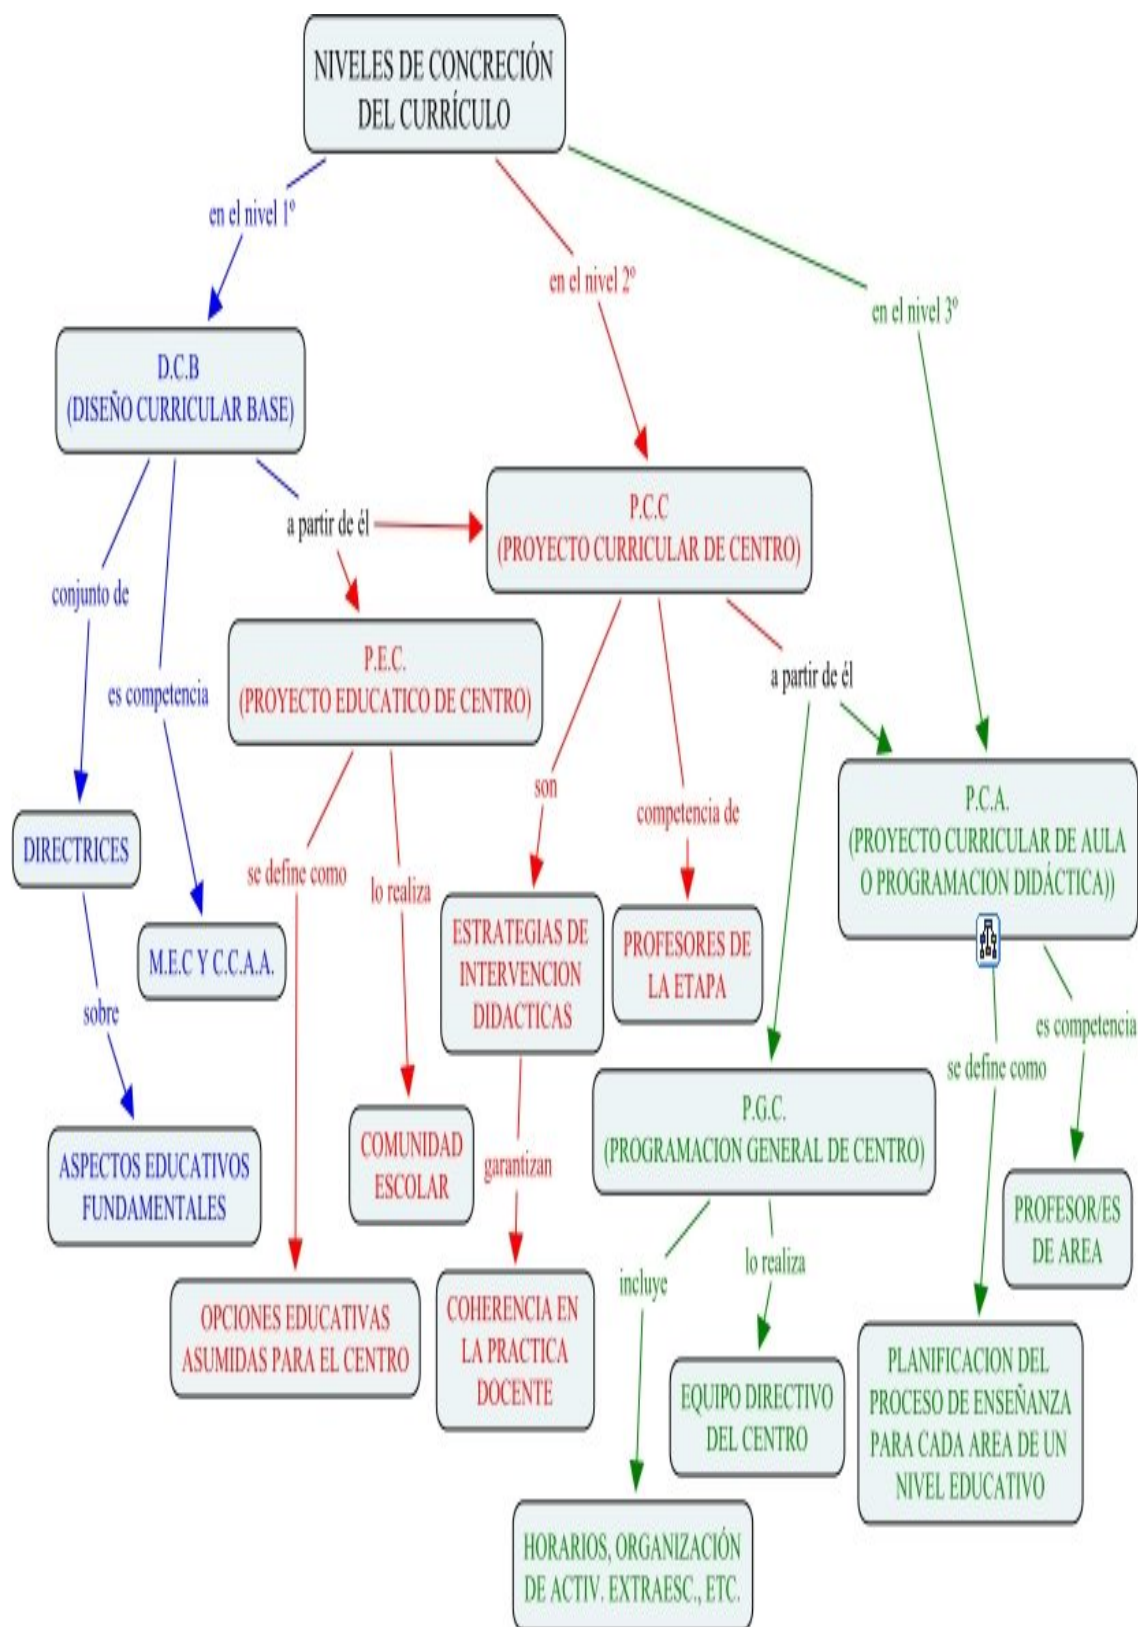 NIVELES DE CONCRECIÓN
DEL CURRÍCULO
en el nivel 1º
en el nivel 2º
en el nivel 3º
D.C.B
(DISEÑO CURRICULAR BASE)
P.C.C
(PROYECTO CURRICULAR DE CENTRO)
a partir de él
conjunto de
es competencia
P.E.C.
(PROYECTO EDUCATICO DE CENTRO)
a partir de él
P.C.A.
(PROYECTO CURRICULAR DE AULA
O PROGRAMACION DIDÁCTICA))
DIRECTRICES
se define como
lo realiza
son
competencia de
M.E.C Y C.C.A.A.
ESTRATEGIAS DE
INTERVENCION
DIDACTICAS
PROFESORES DE
LA ETAPA
sobre
es competencia
se define como
ASPECTOS EDUCATIVOS
FUNDAMENTALES
COMUNIDAD
ESCOLAR
garantizan
P.G.C.
(PROGRAMACION GENERAL DE CENTRO)
PROFESOR/ES
DE AREA
incluye
lo realiza
OPCIONES EDUCATIVAS
ASUMIDAS PARA EL CENTRO
COHERENCIA EN
LA PRACTICA
DOCENTE
EQUIPO DIRECTIVO
DEL CENTRO
PLANIFICACION DEL
PROCESO DE ENSEÑANZA
PARA CADA AREA DE UN
NIVEL EDUCATIVO
HORARIOS, ORGANIZACIÓN
DE ACTIV. EXTRAESC., ETC.